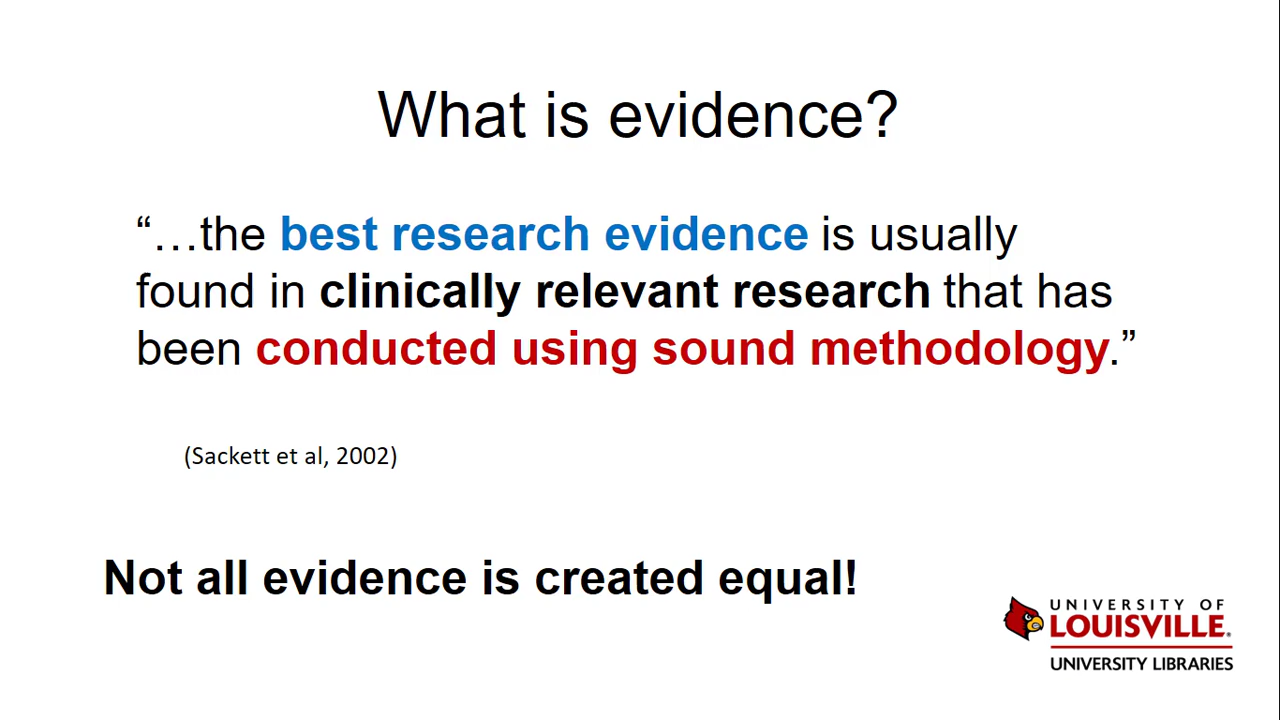 What is evidence?
“…the best research evidence is usually
found in clinically relevant research that has
been conducted using sound methodology.”
(Sackett et al, 2002)
Not all evidence is created equal!
UNIVERSITY OF
LOUISVILLE®
UNIVERSITY LIBRARIES